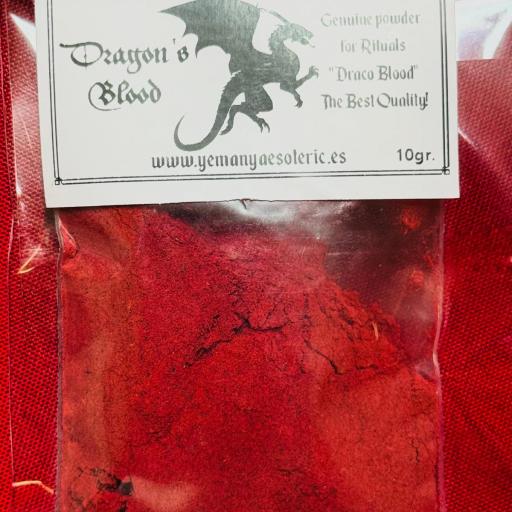 Dragon's
Blood
Genuine powder
for Rituals
"Draco Blood"
The Best Quality!
www.yemanyaesoteric.es
10gr.